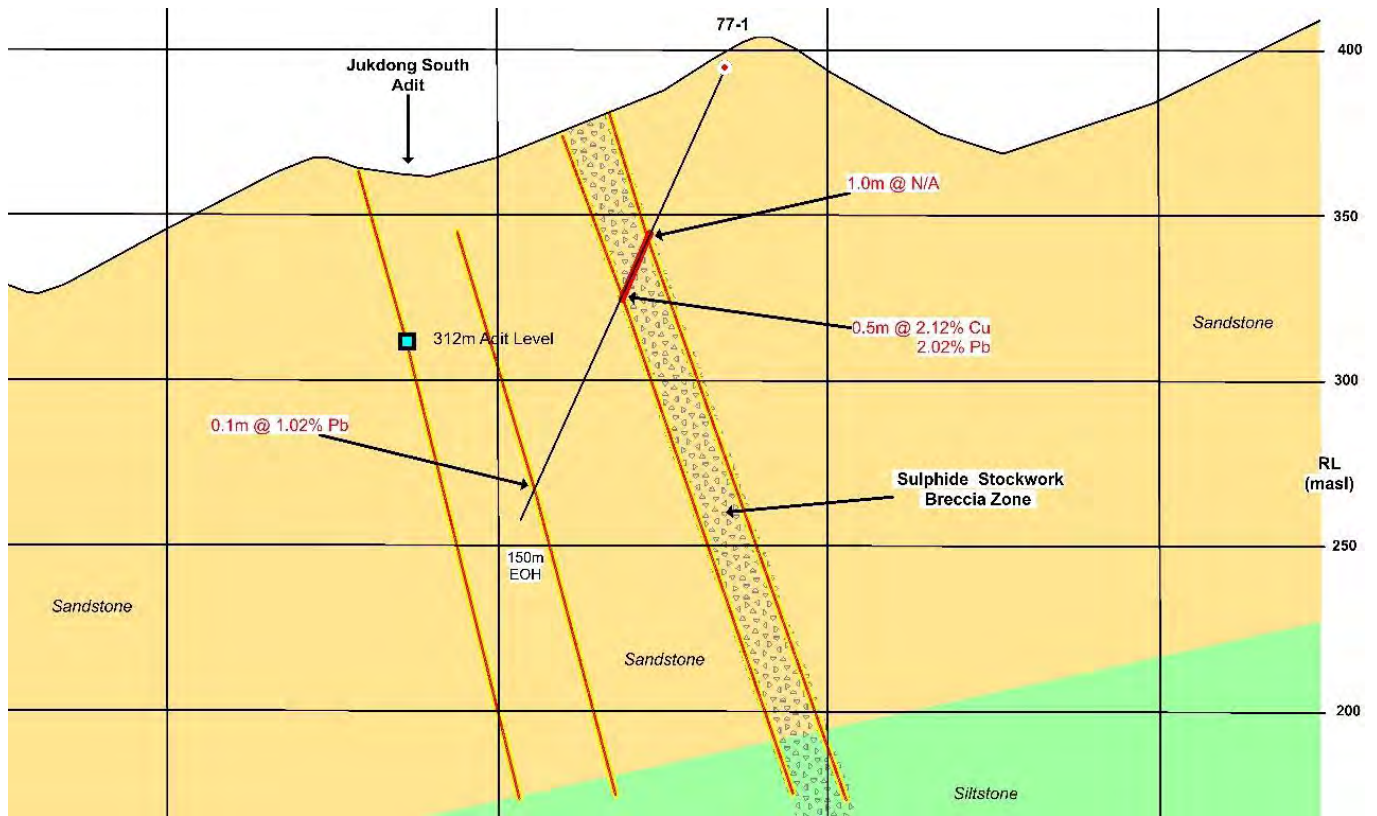 77-1
400
Jukdong South
Adit
1.0m @ N/A
350
0.5m @ 2.12% Cu
2.02% Pb
Sandstone
312m Adit Level
300
0.1m @ 1.02% Pb
RL
(masl)
Sulphide Stockwork
Breccia Zone
250
150m
EOH
Sandstone
Sandstone
200
Siltstone